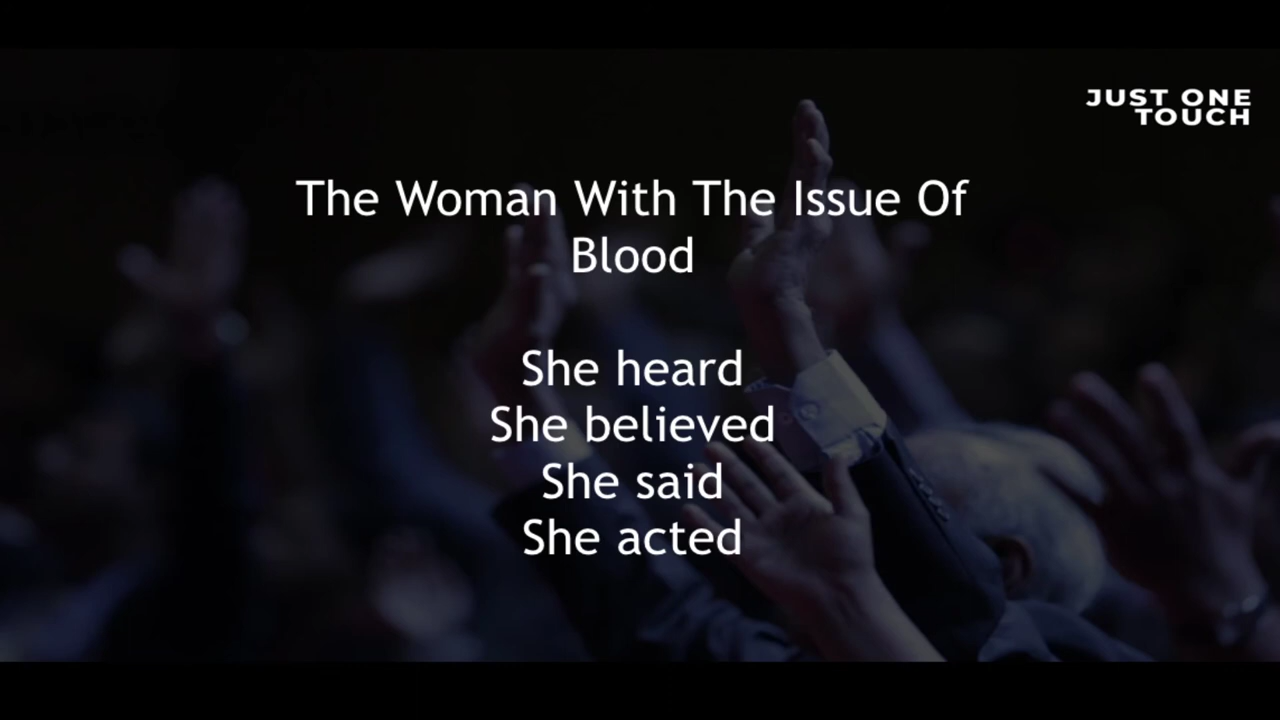 JUST ONE
TOUCH
The Woman With The Issue Of
Blood
She heard
She believed
She said
She acted